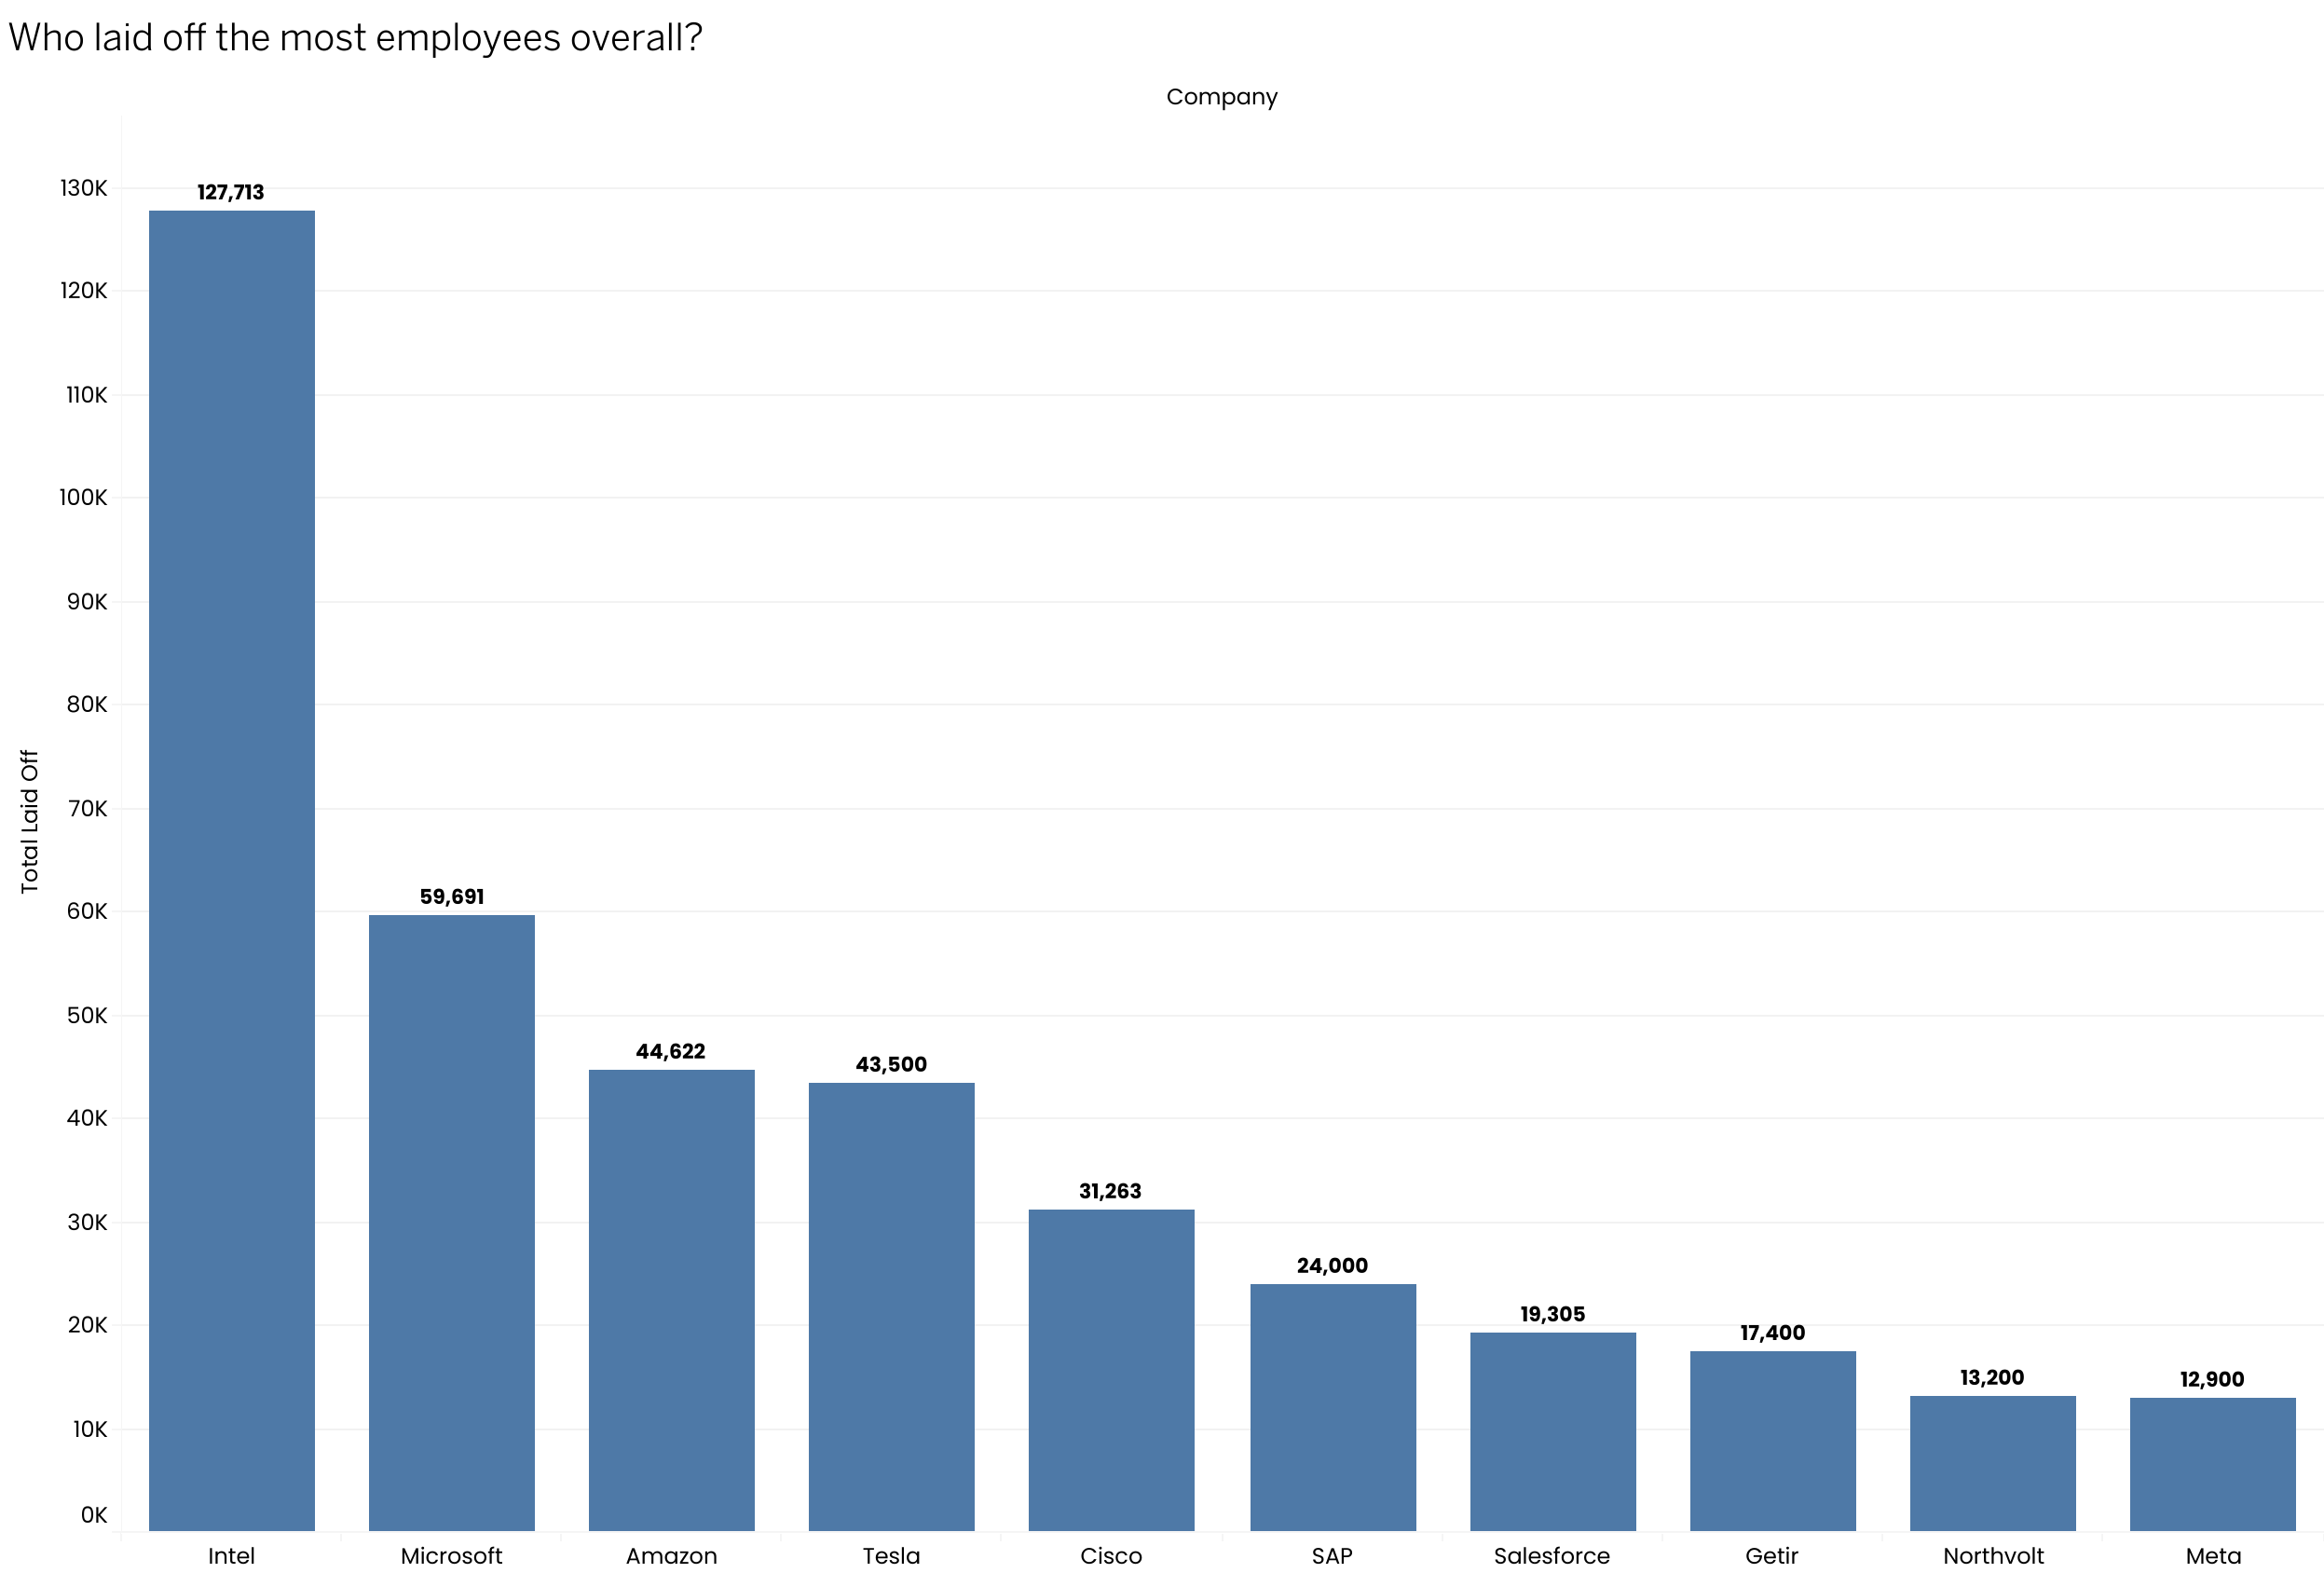 Who laid off the most employees overall?
Company
Total Laid Off
130K
120K
110K
100K
90K
80K
70K
60K
50K
40K
30K
20K
10K
0K
127,713
59,691
44,622
43,500
31,263
24,000
19,305
17,400
13,200
12,900
Intel Microsoft Amazon Tesla Cisco SAP Salesforce Getir Northvolt Meta